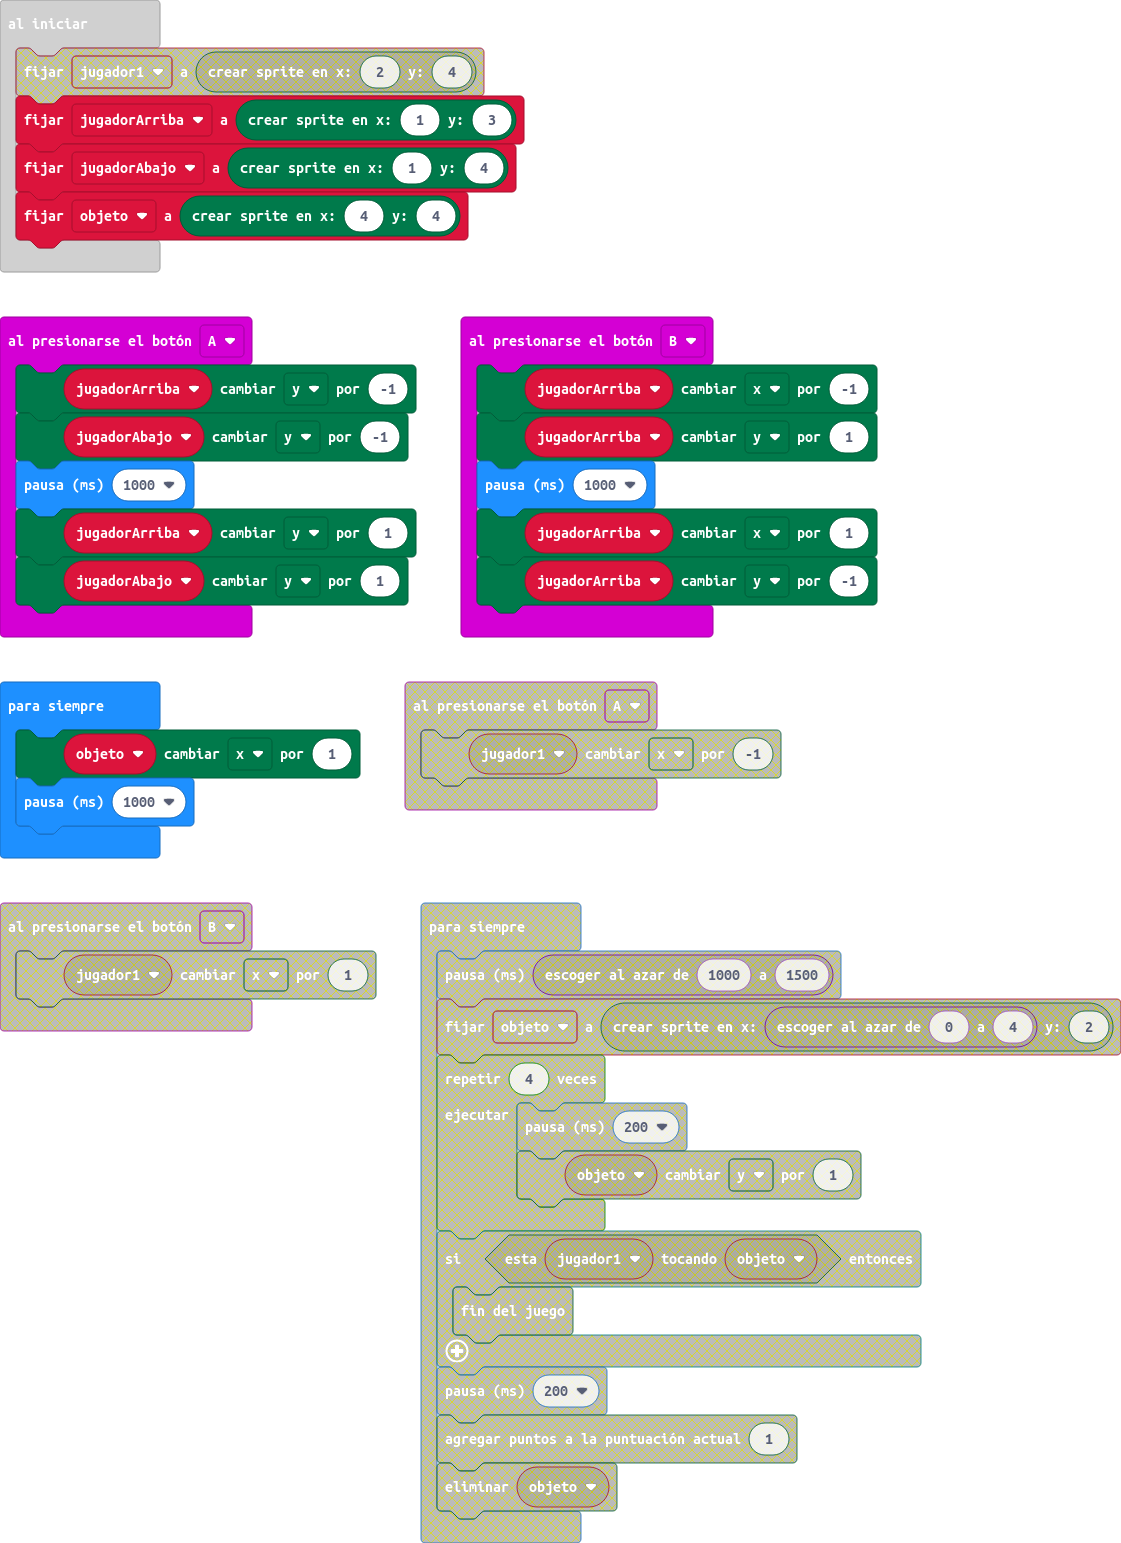 al iniciar
fijar jugador1 a crear sprite en x: 2 y: 4
fijar jugadorArriba a crear sprite en x: 1 y: 3
fijar jugadorAbajo a crear sprite en x: 1 y: 4
fijar objeto a crear sprite en x: 4 y: 4
al presionarse el botón A
jugadorArriba cambiar y por -1
jugadorAbajo cambiar y por -1
pausa (ms) 1000
jugadorArriba cambiar y por 1
jugadorAbajo cambiar y por 1
al presionarse el botón B
jugadorArriba cambiar x por -1
jugadorArriba cambiar y por 1
pausa (ms) 1000
jugadorArriba cambiar x por 1
jugadorArriba cambiar y por -1
para siempre
objeto cambiar x por 1
pausa (ms) 1000
al presionarse el botón A
jugador1 cambiar x por -1
al presionarse el botón B
jugador1 cambiar x por 1
para siempre
pausa (ms) escoger al azar de 1000 a 1500
fijar objeto a crear sprite en x: escoger al azar de 0 a 4 y: 2
repetir 4 veces
ejecutar
pausa (ms) 200
objeto cambiar y por 1
si esta jugador1 tocando objeto entonces
fin del juego
pausa (ms) 200
agregar puntos a la puntuación actual 1
eliminar objeto